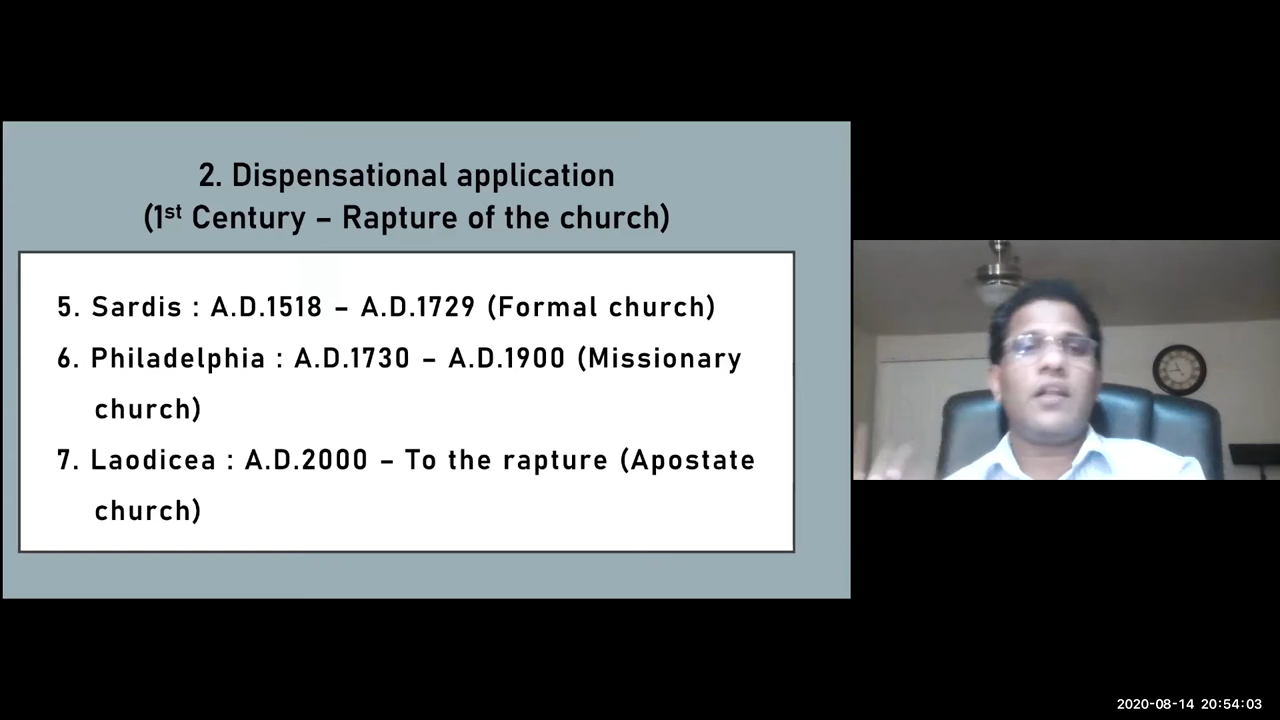 2. Dispensational application
(1st Century – Rapture of the church)
5. Sardis : A.D.1518 – A.D.1729 (Formal church)
6. Philadelphia : A.D.1730 – A.D.1900 (Missionary
church)
7. Laodicea : A.D.2000 – To the rapture (Apostate
church)
2020-08-14 20:54:03